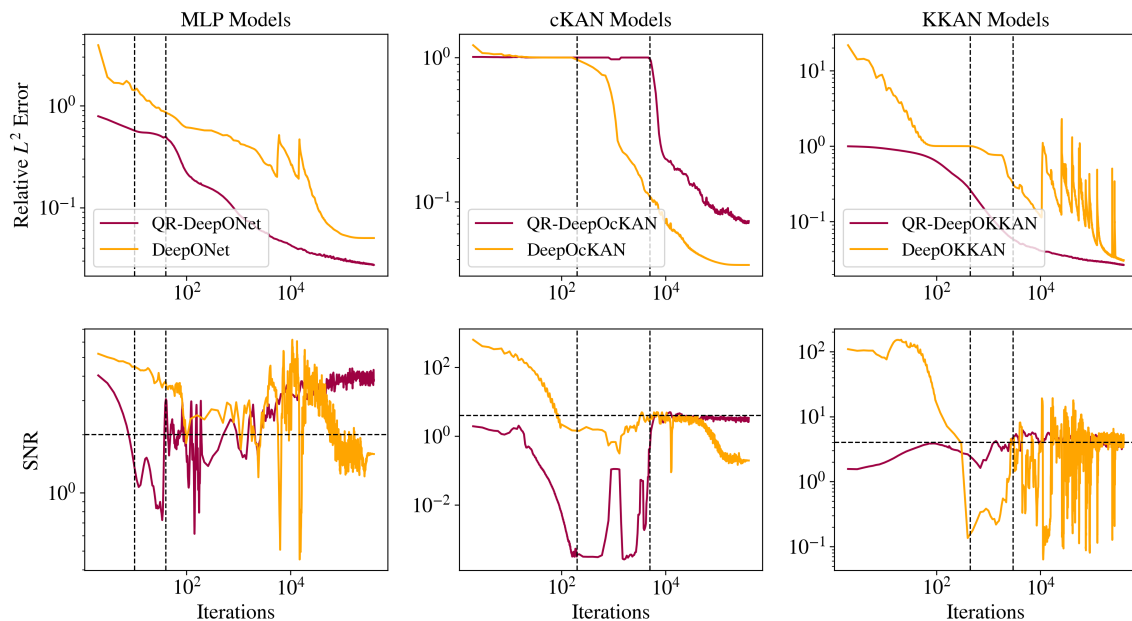 MLP Models
cKAN Models
KKAN Models
Relative $L^2$ Error
10^0
10^{-1}
10^2
10^4
QR-DeepONet
DeepONet
10^0
10^{-1}
10^2
10^4
QR-DeepOcKAN
DeepOcKAN
10^1
10^0
10^{-1}
10^2
10^4
QR-DeepOKKAN
DeepOKKAN
SNR
10^0
10^2
10^4
Iterations
10^2
10^0
10^{-2}
10^2
10^4
Iterations
10^2
10^1
10^0
10^{-1}
10^2
10^4
Iterations